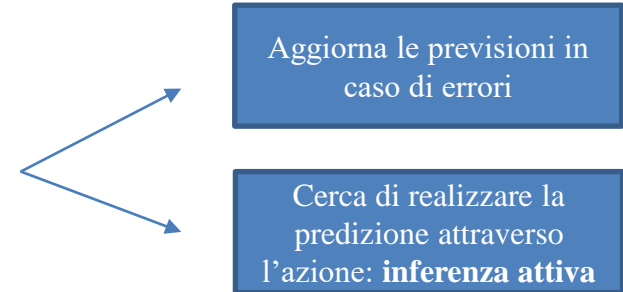 Aggiorna le previsioni in
caso di errori
Cerca di realizzare la
predizione attraverso
l’azione: inferenza attiva